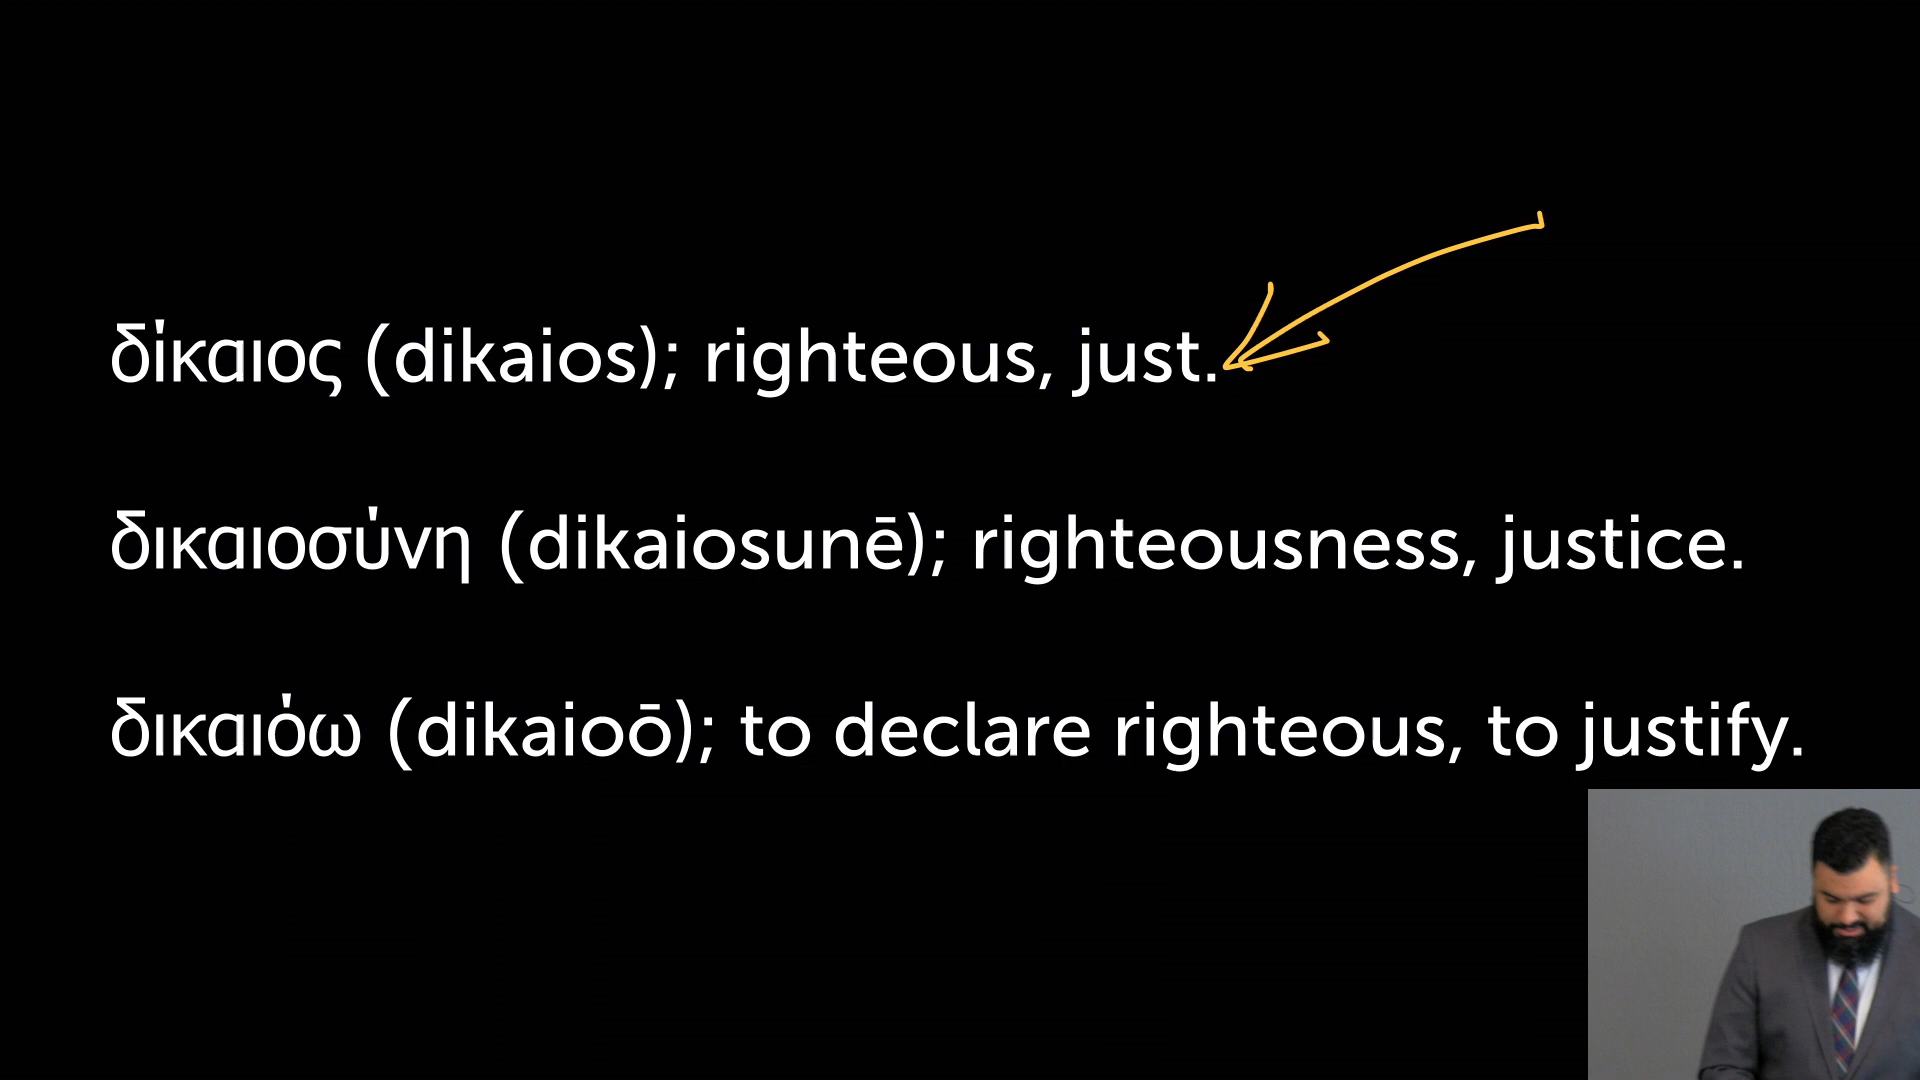 δίκαιος (dikaios); righteous, just.
δικαιοσύνη (dikaiosunē); righteousness, justice.
δικαιόω (dikaioō); to declare righteous, to justify.